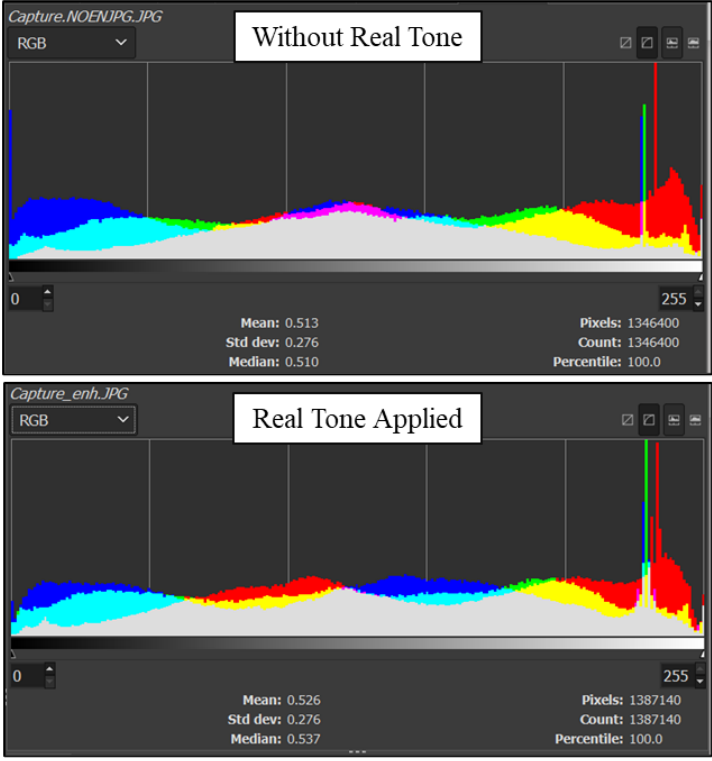 Capture.NOENJPG.JPG
RGB
Without Real Tone
0
255
Mean: 0.513
Pixels: 1346400
Std dev: 0.276
Count: 1346400
Median: 0.510
Percentile: 100.0
Capture_enh.JPG
RGB
Real Tone Applied
0
255
Mean: 0.526
Pixels: 1387140
Std dev: 0.276
Count: 1387140
Median: 0.537
Percentile: 100.0